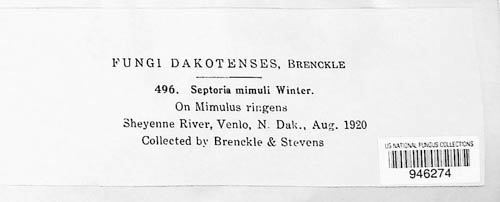 FUNGI DAKOTENSES, BRENCKLE
496. Septoria mimuli Winter.
On Mimulus ringens
Sheyenne River, Venlo, N. Dak., Aug. 1920
Collected by Brenckle & Stevens
US NATIONAL FUNGUS COLLECTIONS
946274